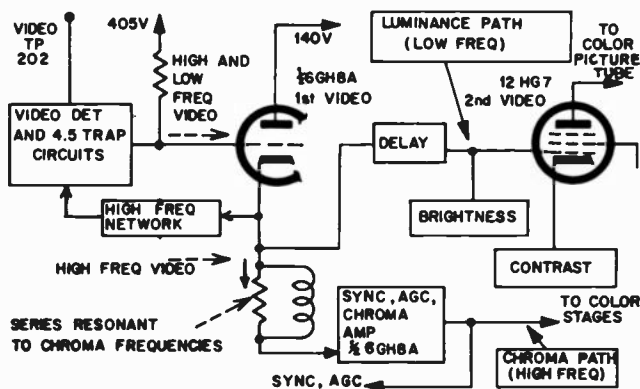 VIDEO
TP
202
405V
HIGH AND
LOW
FREQ
VIDEO
140V
½6GH8A
1st VIDEO
LUMINANCE PATH
(LOW FREQ)
TO
COLOR
PICTURE
TUBE
12 HG7
2nd VIDEO
VIDEO DET
AND 4.5 TRAP
CIRCUITS
DELAY
HIGH FREQ
NETWORK
BRIGHTNESS
HIGH FREQ VIDEO
CONTRAST
SERIES RESONANT
TO CHROMA FREQUENCIES
SYNC, AGC,
CHROMA
AMP
½ 6GH8A
TO COLOR
STAGES
CHROMA PATH
(HIGH FREQ)
SYNC, AGC